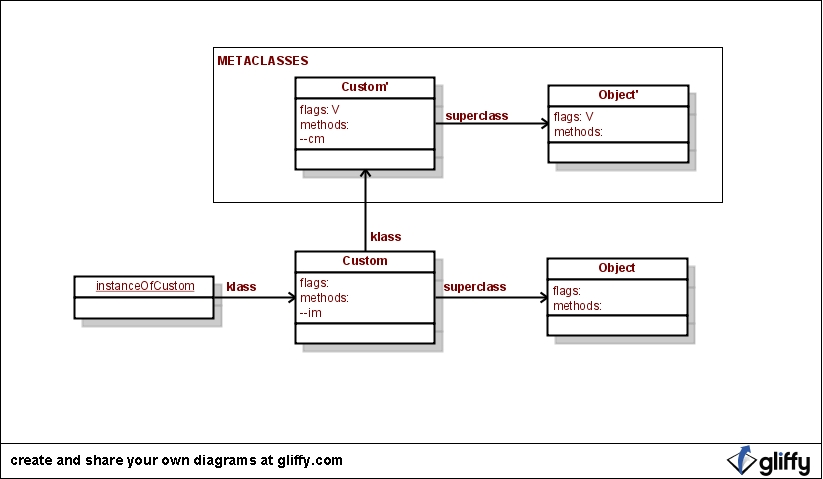 METACLASSES
Custom'
flags: V
methods:
--cm
superclass
Object'
flags: V
methods:
klass
instanceOfCustom
klass
Custom
flags:
methods:
--im
superclass
Object
flags:
methods:
create and share your own diagrams at gliffy.com
gliffy